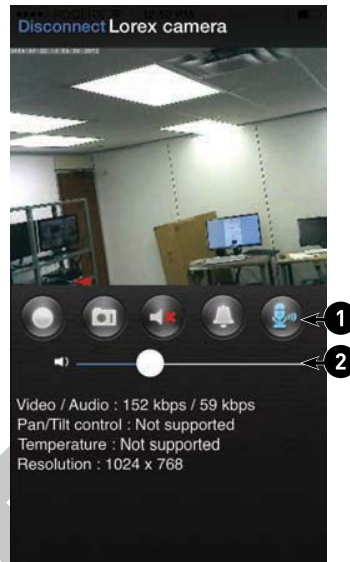 Disconnect Lorex camera
1
2
Video / Audio : 152 kbps / 59 kbps
Pan/Tilt control : Not supported
Temperature : Not supported
Resolution : 1024 x 768